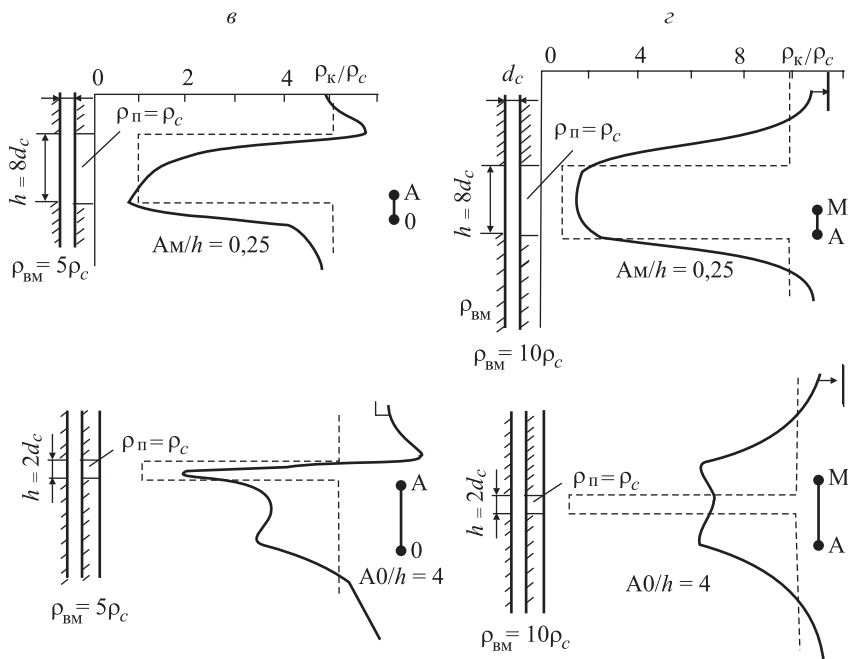 в
г
0 2 4 ρк/ρс
ρп = ρс
h = 8dс
A
0
Aм/h = 0,25
ρвм = 5ρс
0 4 8 ρк/ρс
dс
ρп = ρс
h = 8dс
M
A
Aм/h = 0,25
ρвм
ρвм = 10ρс
ρп = ρс
h = 2dс
A
0
A0/h = 4
ρвм = 5ρс
ρп = ρс
h = 2dс
M
A
A0/h = 4
ρвм = 10ρс